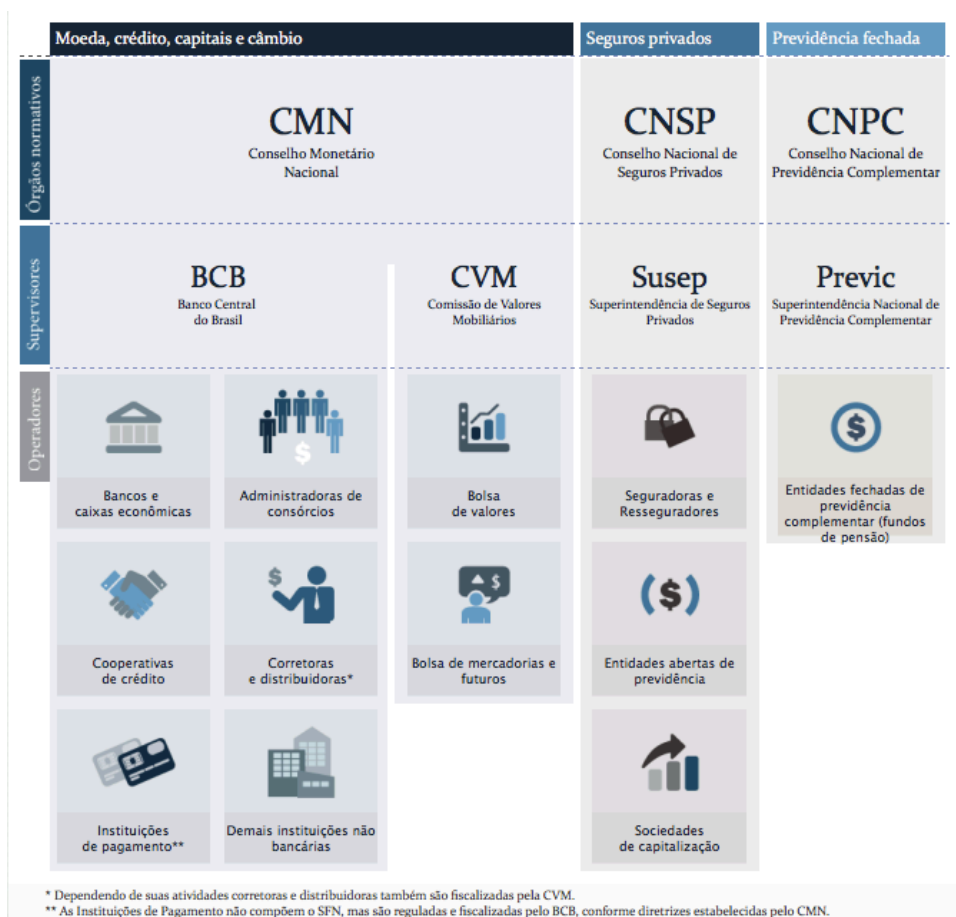 Moeda, crédito, capitais e câmbio
Seguros privados
Previdência fechada
Órgãos normativos
CMN
Conselho Monetário
Nacional
CNSP
Conselho Nacional de
Seguros Privados
CNPC
Conselho Nacional de
Previdência Complementar
Supervisores
BCB
Banco Central
do Brasil
CVM
Comissão de Valores
Mobiliários
Susep
Superintendência de Seguros
Privados
Previc
Superintendência Nacional de
Previdência Complementar
Operadores
Bancos e
caixas econômicas
$
Administradoras de
consórcios
Bolsa
de valores
Seguradoras e
Resseguradores
$
Entidades fechadas de
previdência
complementar (fundos
de pensão)
Cooperativas
de crédito
$
Corretoras
e distribuidoras*
$
Bolsa de mercadorias e
futuros
($)
Entidades abertas de
previdência
Instituições
de pagamento**
Demais instituições não
bancárias
Sociedades
de capitalização
* Dependendo de suas atividades corretoras e distribuidoras também são fiscalizadas pela CVM.
** As Instituições de Pagamento não compõem o SFN, mas são reguladas e fiscalizadas pelo BCB, conforme diretrizes estabelecidas pelo CMN.